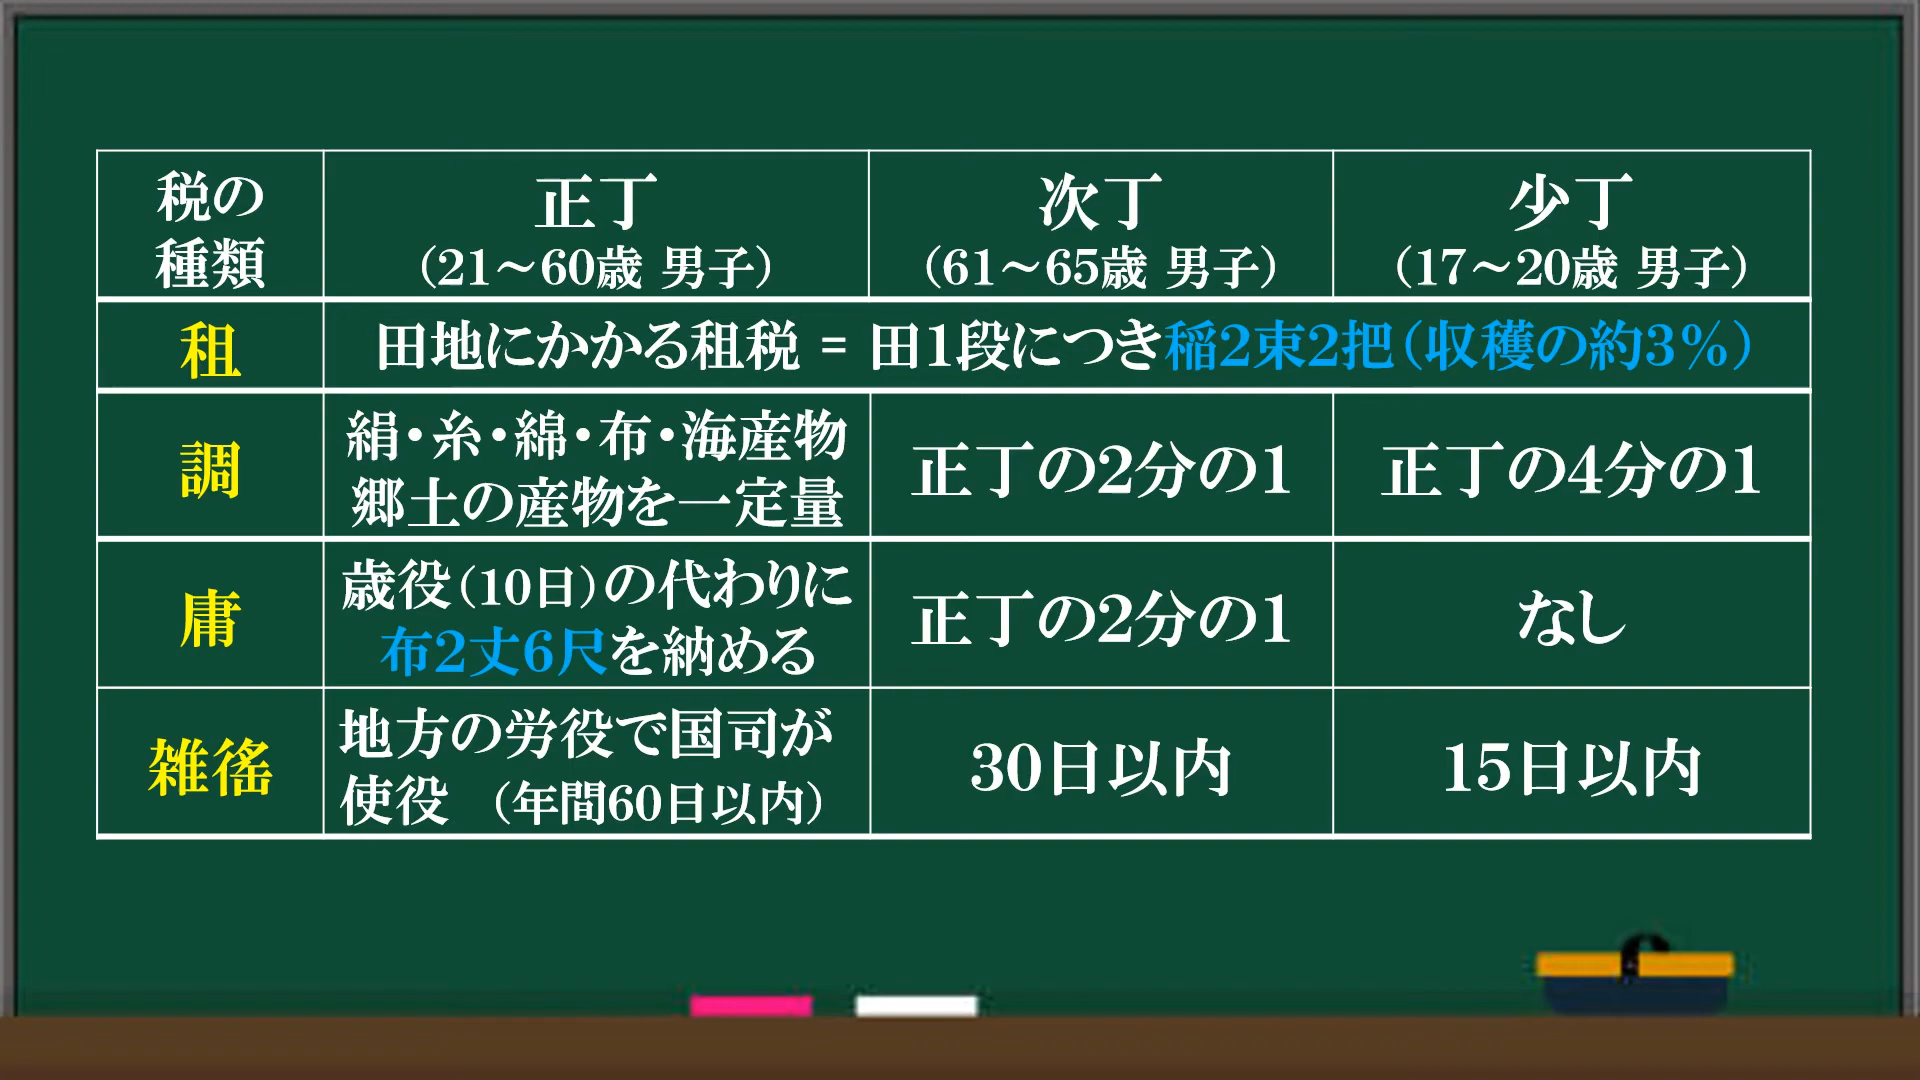 税の
種類
正丁
（21～60歳 男子）
次丁
（61～65歳 男子）
少丁
（17～20歳 男子）
租
田地にかかる租税 = 田1段につき稲2束2把（収穫の約3％）
調
絹・糸・綿・布・海産物
郷土の産物を一定量
正丁の2分の1
正丁の4分の1
庸
歳役（10日）の代わりに
布2丈6尺を納める
正丁の2分の1
なし
雑徭
地方の労役で国司が
使役 （年間60日以内）
30日以内
15日以内